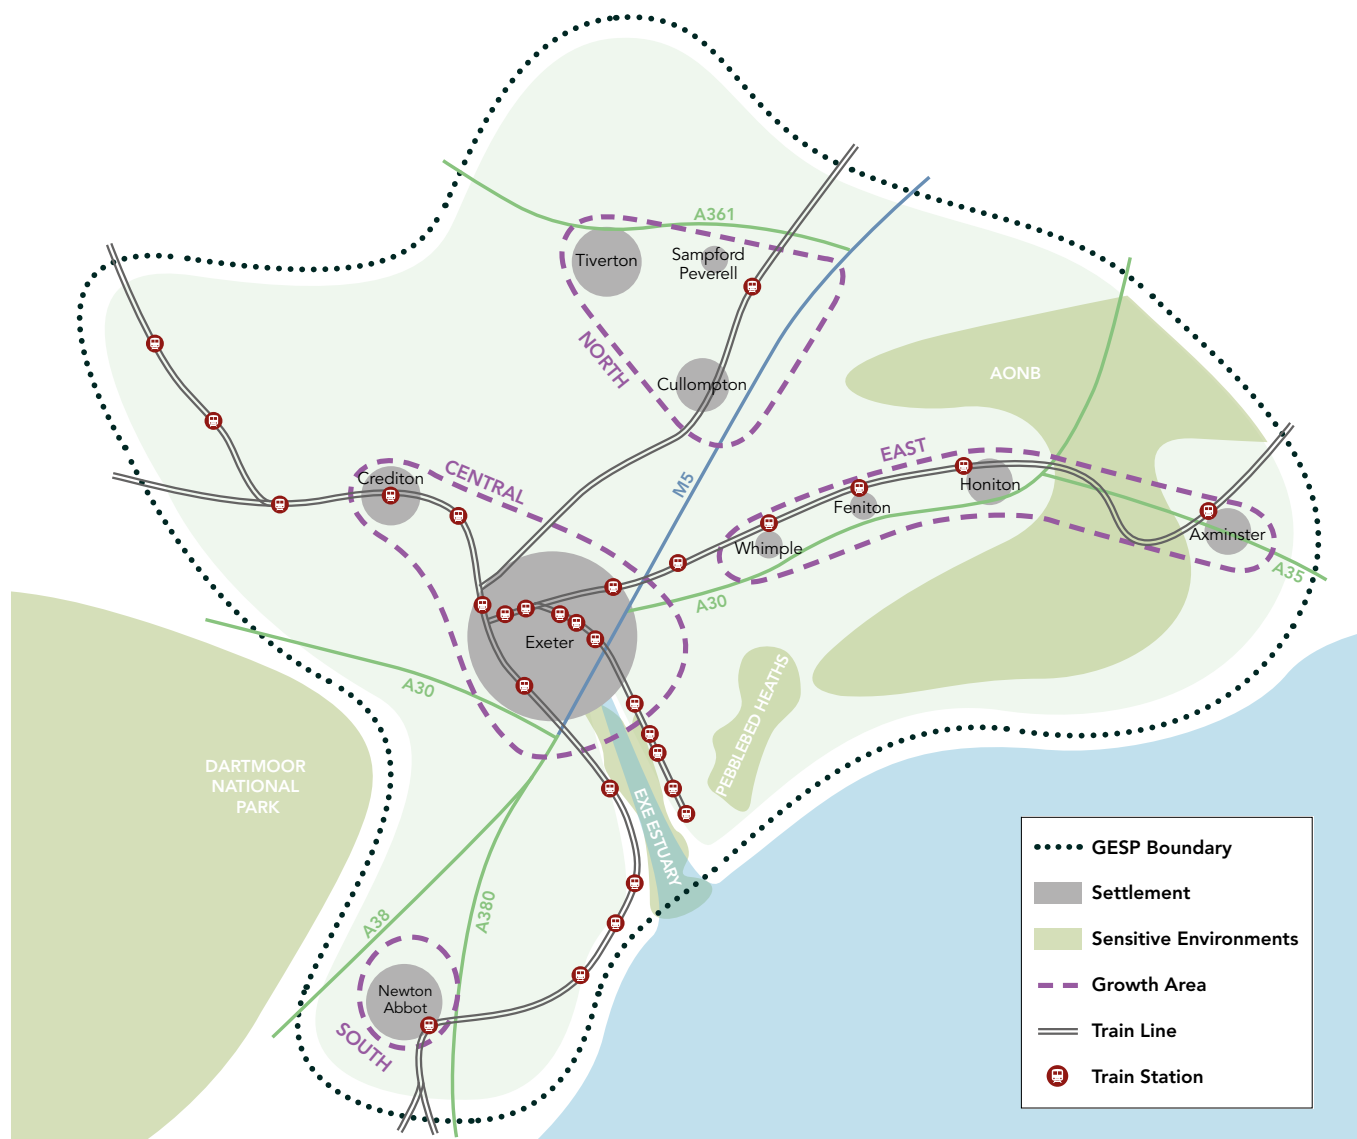 A361
Tiverton
Sampford
Peverell
NORTH
Cullompton
AONB
M5
EAST
CENTRAL
Crediton
Honiton
Feniton
Whimple
Axminster
A35
A30
Exeter
A30
PEBBLEBED HEATHS
DARTMOOR
NATIONAL
PARK
EXE ESTUARY
A38
A380
Newton
Abbot
SOUTH
GESP Boundary
Settlement
Sensitive Environments
Growth Area
Train Line
Train Station